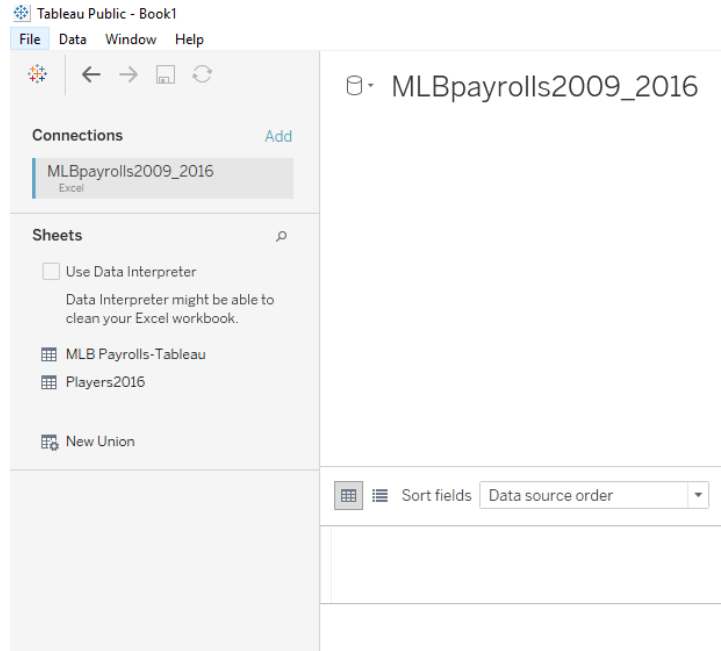 Tableau Public - Book1
File Data Window Help
MLBpayrolls2009_2016
Connections Add
MLBpayrolls2009_2016
Excel
Sheets
Use Data Interpreter
Data Interpreter might be able to
clean your Excel workbook.
MLB Payrolls-Tableau
Players2016
New Union
Sort fields Data source order